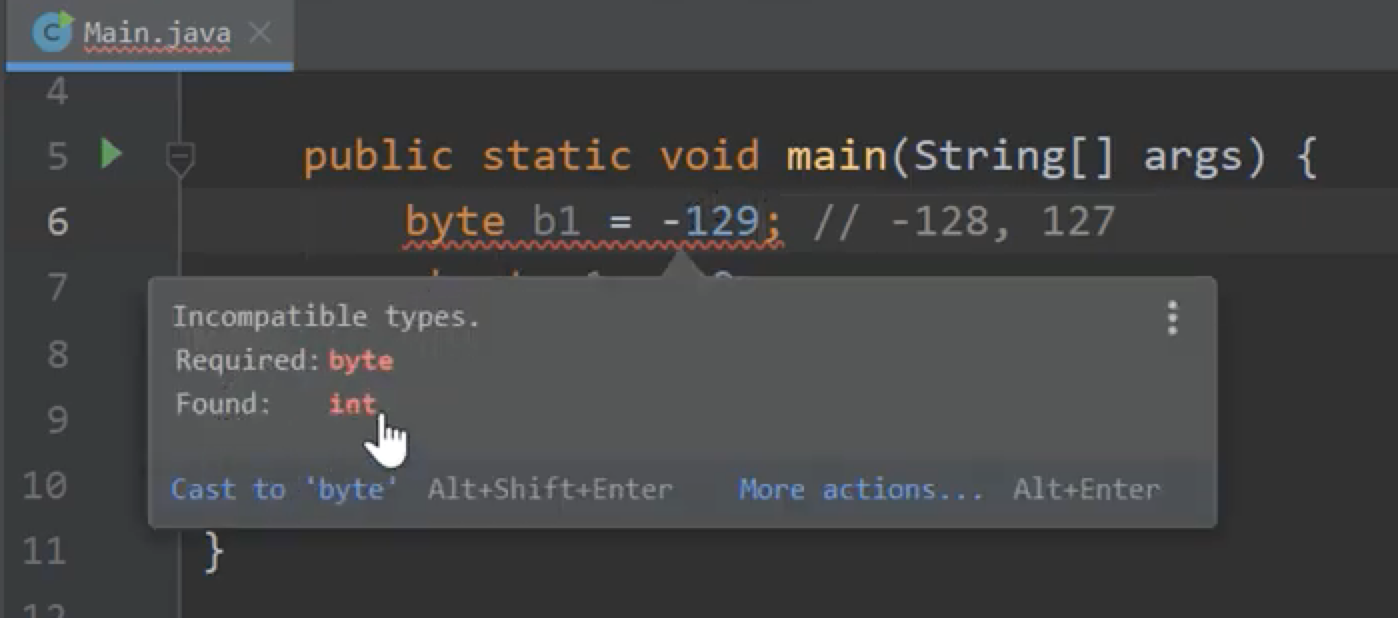 Main.java
4
5 public static void main(String[] args) {
6 byte b1 = -129; // -128, 127
7
Incompatible types.
8
Required: byte
9
Found: int
10
Cast to 'byte' Alt+Shift+Enter More actions... Alt+Enter
11 }
12